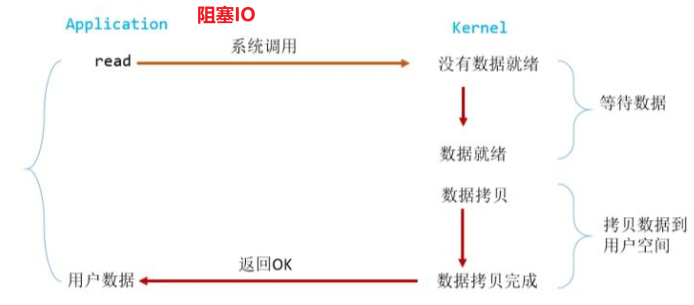 阻塞IO
Application
Kernel
read
系统调用
没有数据就绪
等待数据
数据就绪
数据拷贝
拷贝数据到
用户空间
用户数据
返回OK
数据拷贝完成